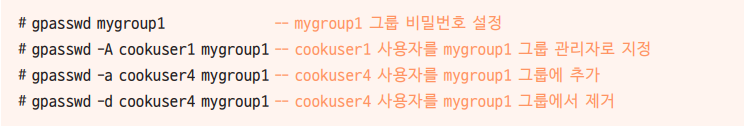 # gpasswd mygroup1 -- mygroup1 그룹 비밀번호 설정
# gpasswd -A cookuser1 mygroup1 -- cookuser1 사용자를 mygroup1 그룹 관리자로 지정
# gpasswd -a cookuser4 mygroup1 -- cookuser4 사용자를 mygroup1 그룹에 추가
# gpasswd -d cookuser4 mygroup1 -- cookuser4 사용자를 mygroup1 그룹에서 제거